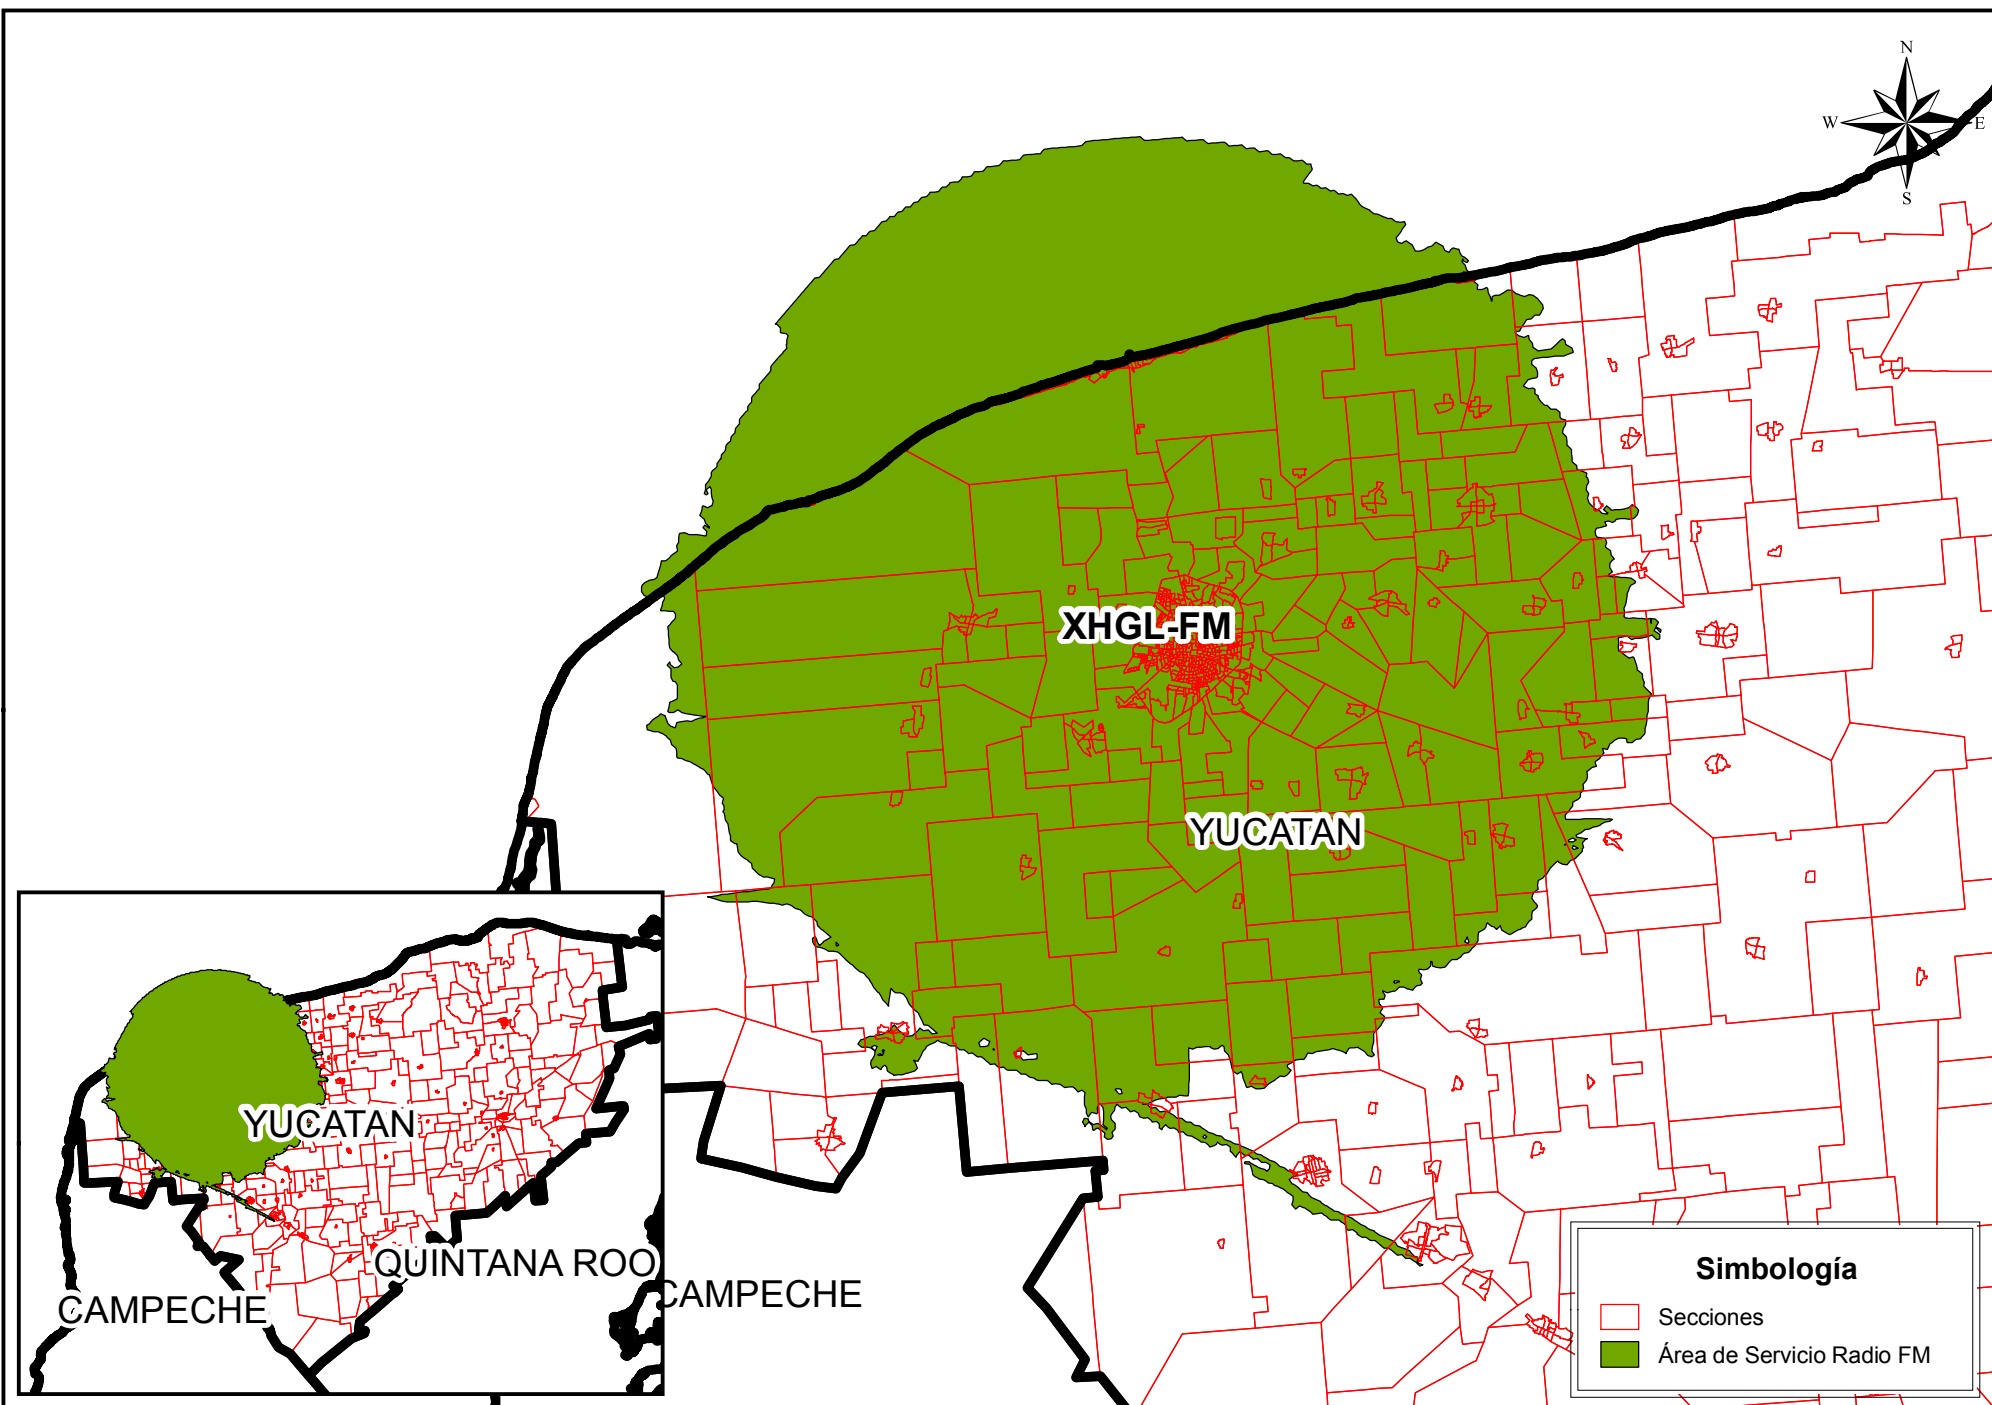 N
W
E
S
XHGL-FM
YUCATAN
YUCATAN
QUINTANA ROO
CAMPECHE
CAMPECHE
Simbología
Secciones
Área de Servicio Radio FM